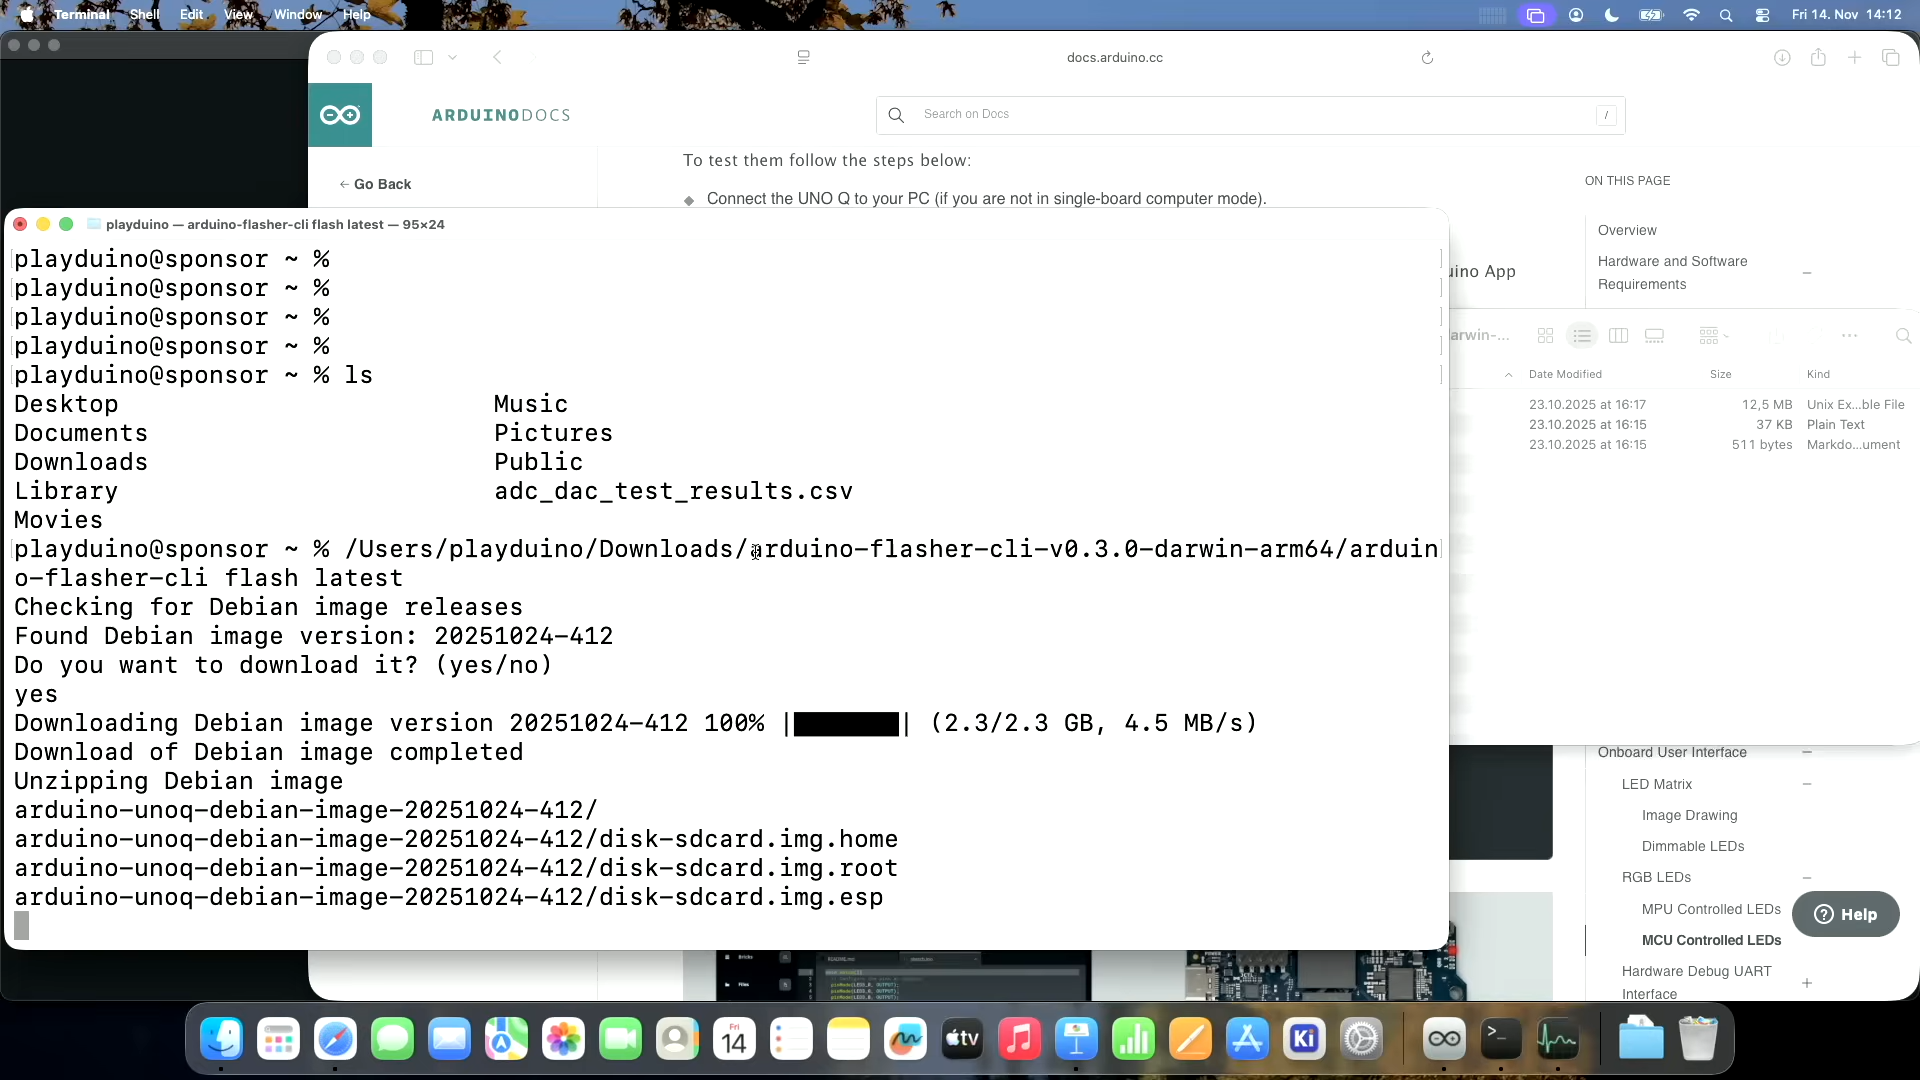 Terminal Shell Edit View Window Help
Fri 14. Nov 14:12
docs.arduino.cc
ARDUINODOCS
Search on Docs
/
← Go Back
To test them follow the steps below:
Connect the UNO Q to your PC (if you are not in single-board computer mode).
ON THIS PAGE
Overview
Hardware and Software
Requirements
uino App
playduino — arduino-flasher-cli flash latest — 95×24
playduino@sponsor ~ %
playduino@sponsor ~ %
playduino@sponsor ~ %
playduino@sponsor ~ %
playduino@sponsor ~ % ls
Desktop Music
Documents Pictures
Downloads Public
Library adc_dac_test_results.csv
Movies
playduino@sponsor ~ % /Users/playduino/Downloads/arduino-flasher-cli-v0.3.0-darwin-arm64/arduin
o-flasher-cli flash latest
Checking for Debian image releases
Found Debian image version: 20251024-412
Do you want to download it? (yes/no)
yes
Downloading Debian image version 20251024-412 100% |███████| (2.3/2.3 GB, 4.5 MB/s)
Download of Debian image completed
Unzipping Debian image
arduino-unoq-debian-image-20251024-412/
arduino-unoq-debian-image-20251024-412/disk-sdcard.img.home
arduino-unoq-debian-image-20251024-412/disk-sdcard.img.root
arduino-unoq-debian-image-20251024-412/disk-sdcard.img.esp
arwin-...
Date Modified Size Kind
23.10.2025 at 16:17 12,5 MB Unix Ex...ble File
23.10.2025 at 16:15 37 KB Plain Text
23.10.2025 at 16:15 511 bytes Markdo...ument
Onboard User Interface
LED Matrix
Image Drawing
Dimmable LEDs
RGB LEDs
MPU Controlled LEDs
MCU Controlled LEDs
Hardware Debug UART
Interface
Help
Fri
14
tv
Ki